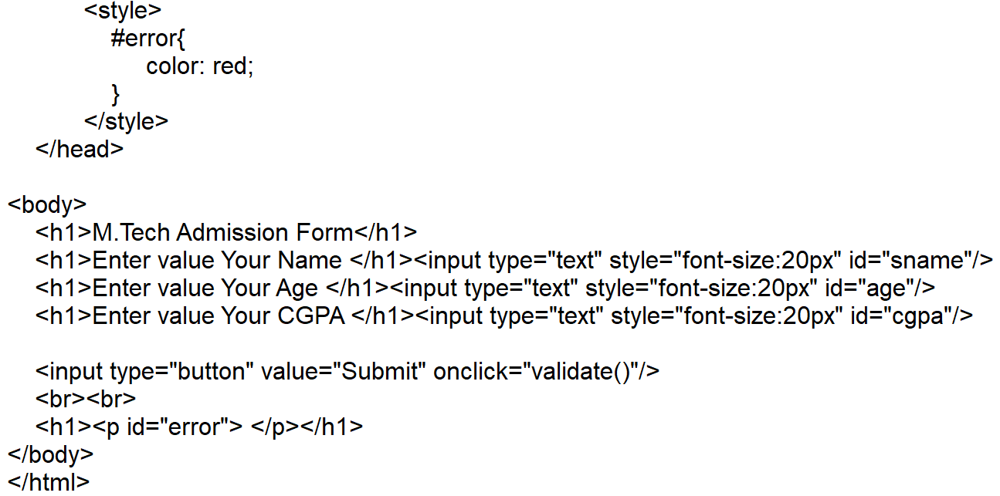 <style>
#error{
color: red;
}
</style>
</head>
<body>
<h1>M.Tech Admission Form</h1>
<h1>Enter value Your Name </h1><input type="text" style="font-size:20px" id="sname"/>
<h1>Enter value Your Age </h1><input type="text" style="font-size:20px" id="age"/>
<h1>Enter value Your CGPA </h1><input type="text" style="font-size:20px" id="cgpa"/>
<input type="button" value="Submit" onclick="validate()"/>
<br><br>
<h1><p id="error"> </p></h1>
</body>
</html>